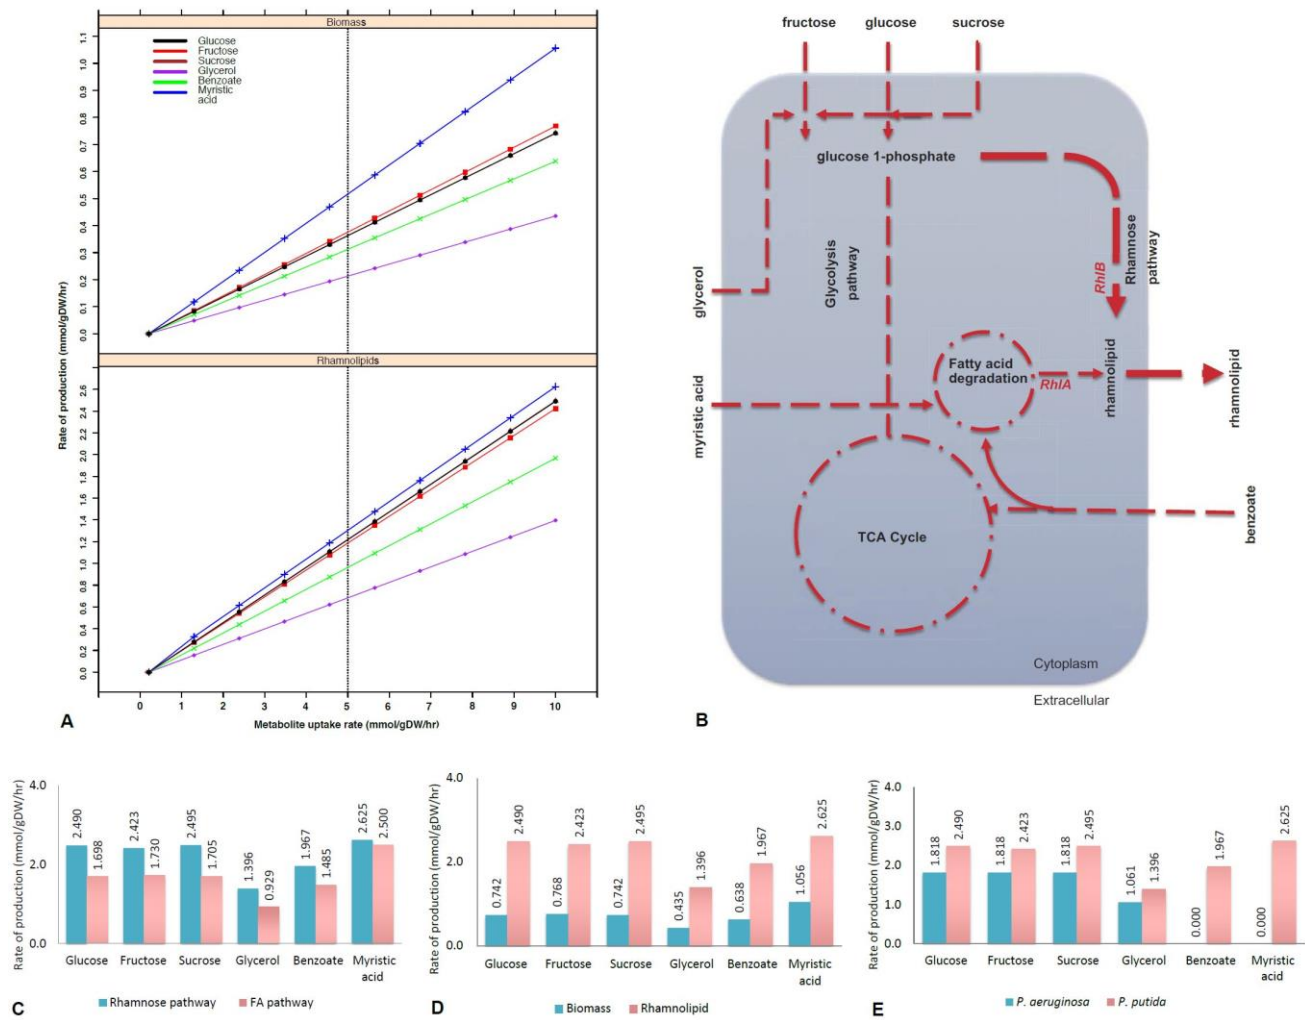 Biomass
Glucose
Fructose
Sucrose
Glycerol
Benzoate
Myristic
acid
1.1
1.0
0.9
0.8
0.7
0.6
0.5
0.4
0.3
0.2
0.1
0.0
Rate of production (mmol/gDW/hr)
Rhamnolipids
2.6
2.4
2.2
2.0
1.8
1.6
1.4
1.2
1.0
0.8
0.6
0.4
0.2
0.0
0 1 2 3 4 5 6 7 8 9 10
Metabolite uptake rate (mmol/gDW/hr)
A
fructose glucose sucrose
glucose 1-phosphate
Glycolysis
pathway
RhlB
Rhamnose
pathway
glycerol
Fatty acid
degradation
RhlA
rhamnolipid
rhamnolipid
myristic acid
TCA Cycle
benzoate
Cytoplasm
Extracellular
B
Rate of production (mmol/gDW/hr)
4.0
2.0
0.0
2.490 1.698 2.423 1.730 2.495 1.705 1.396 0.929 1.967 1.485 2.625 2.500
Glucose Fructose Sucrose Glycerol Benzoate Myristic
acid
Rhamnose pathway FA pathway
C
Rate of production (mmol/gDW/hr)
4.0
2.0
0.0
0.742 2.490 0.768 2.423 0.742 2.495 0.435 1.396 0.638 1.967 1.056 2.625
Glucose Fructose Sucrose Glycerol Benzoate Myristic
acid
Biomass Rhamnolipid
D
Rate of production (mmol/gDW/hr)
4.0
3.0
2.0
1.0
0.0
1.818 2.490 1.818 2.423 1.818 2.495 1.061 1.396 0.000 1.967 0.000 2.625
Glucose Fructose Sucrose Glycerol Benzoate Myristic
acid
P. aeruginosa P. putida
E